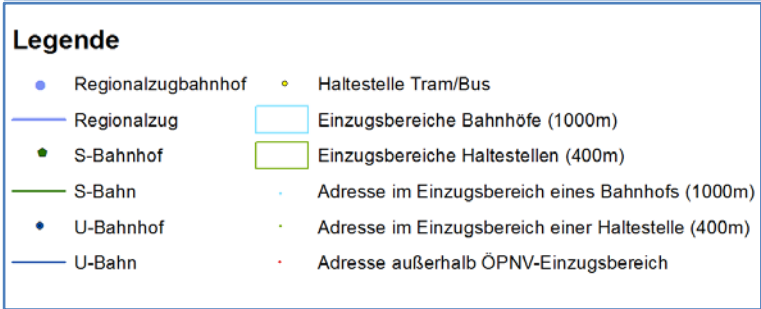 Legende
Regionalzugbahnhof
Regionalzug
S-Bahnhof
S-Bahn
U-Bahnhof
U-Bahn
Haltestelle Tram/Bus
Einzugsbereiche Bahnhöfe (1000m)
Einzugsbereiche Haltestellen (400m)
Adresse im Einzugsbereich eines Bahnhofs (1000m)
Adresse im Einzugsbereich einer Haltestelle (400m)
Adresse außerhalb ÖPNV-Einzugsbereich